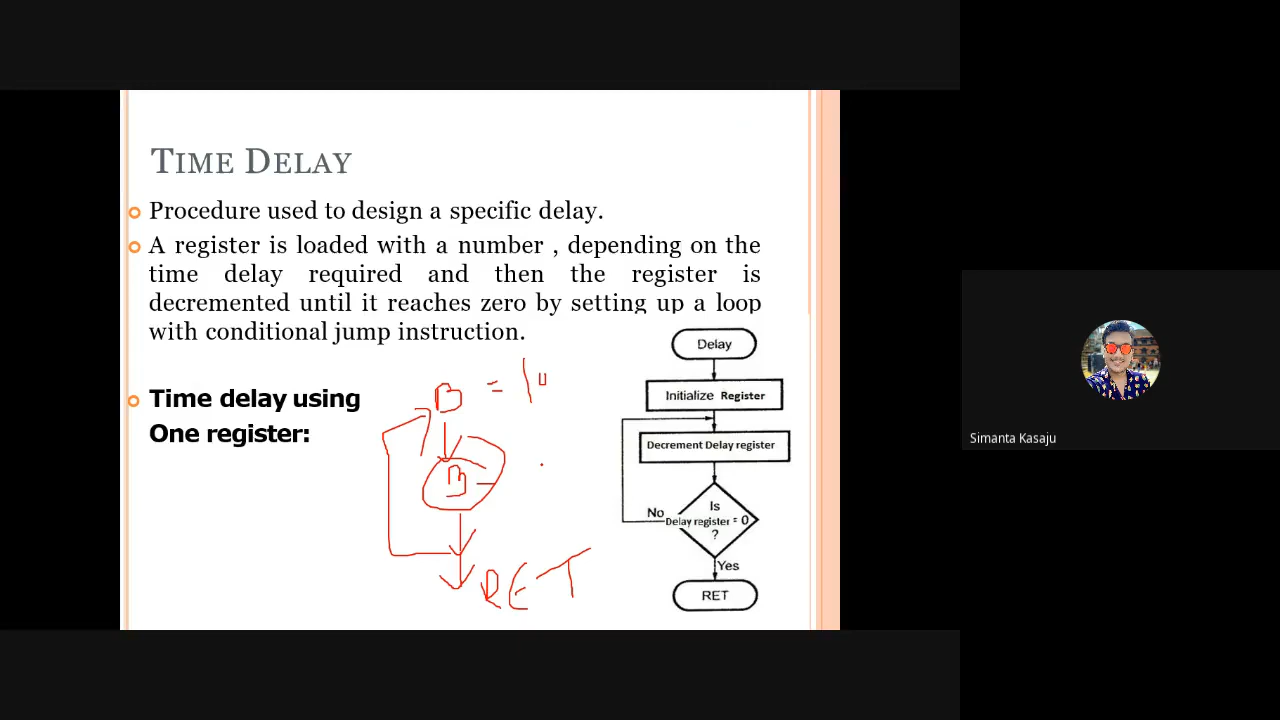 TIME DELAY
Procedure used to design a specific delay.
A register is loaded with a number , depending on the
time delay required and then the register is
decremented until it reaches zero by setting up a loop
with conditional jump instruction.
Time delay using
One register:
B = 10
B -
RET
Delay
Initialize Register
Decrement Delay register
No
Is
Delay register = 0
?
Yes
RET
Simanta Kasaju